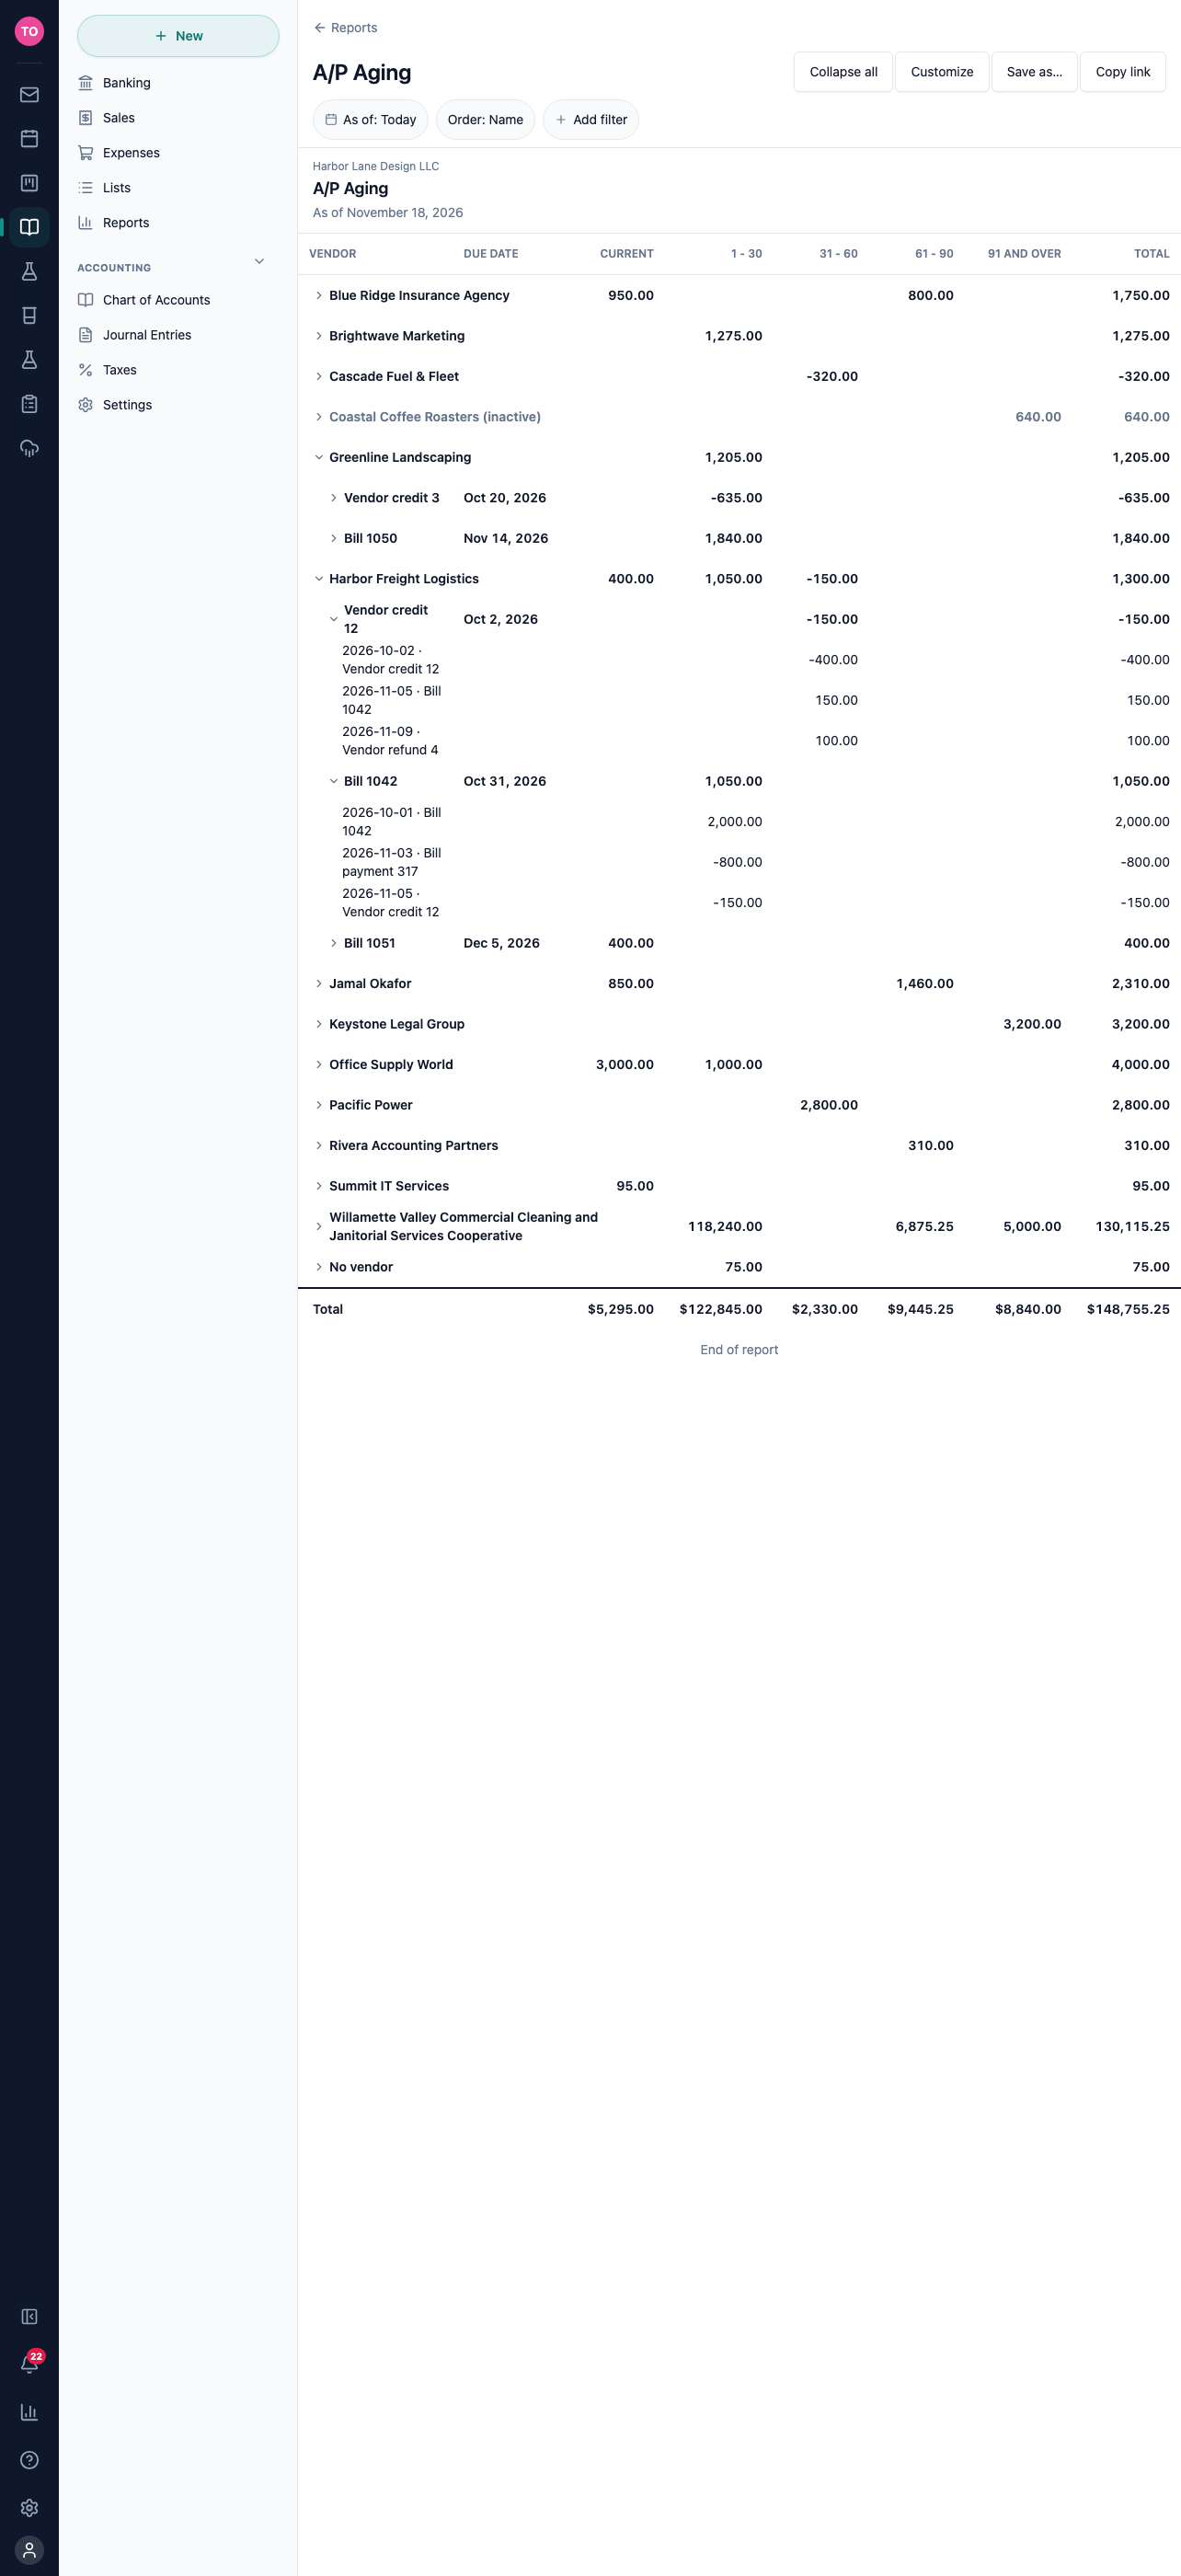 TO
New
Banking
Sales
Expenses
Lists
Reports
ACCOUNTING
Chart of Accounts
Journal Entries
Taxes
Settings
22
Reports
A/P Aging
Collapse all Customize Save as... Copy link
As of: Today Order: Name Add filter
Harbor Lane Design LLC
A/P Aging
As of November 18, 2026
VENDOR DUE DATE CURRENT 1 - 30 31 - 60 61 - 90 91 AND OVER TOTAL
Blue Ridge Insurance Agency 950.00 800.00 1,750.00
Brightwave Marketing 1,275.00 1,275.00
Cascade Fuel & Fleet -320.00 -320.00
Coastal Coffee Roasters (inactive) 640.00 640.00
Greenline Landscaping 1,205.00 1,205.00
Vendor credit 3 Oct 20, 2026 -635.00 -635.00
Bill 1050 Nov 14, 2026 1,840.00 1,840.00
Harbor Freight Logistics 400.00 1,050.00 -150.00 1,300.00
Vendor credit
12 Oct 2, 2026 -150.00 -150.00
2026-10-02 ·
Vendor credit 12 -400.00 -400.00
2026-11-05 · Bill
1042 150.00 150.00
2026-11-09 ·
Vendor refund 4 100.00 100.00
Bill 1042 Oct 31, 2026 1,050.00 1,050.00
2026-10-01 · Bill
1042 2,000.00 2,000.00
2026-11-03 · Bill
payment 317 -800.00 -800.00
2026-11-05 ·
Vendor credit 12 -150.00 -150.00
Bill 1051 Dec 5, 2026 400.00 400.00
Jamal Okafor 850.00 1,460.00 2,310.00
Keystone Legal Group 3,200.00 3,200.00
Office Supply World 3,000.00 1,000.00 4,000.00
Pacific Power 2,800.00 2,800.00
Rivera Accounting Partners 310.00 310.00
Summit IT Services 95.00 95.00
Willamette Valley Commercial Cleaning and
Janitorial Services Cooperative 118,240.00 6,875.25 5,000.00 130,115.25
No vendor 75.00 75.00
Total $5,295.00 $122,845.00 $2,330.00 $9,445.25 $8,840.00 $148,755.25
End of report